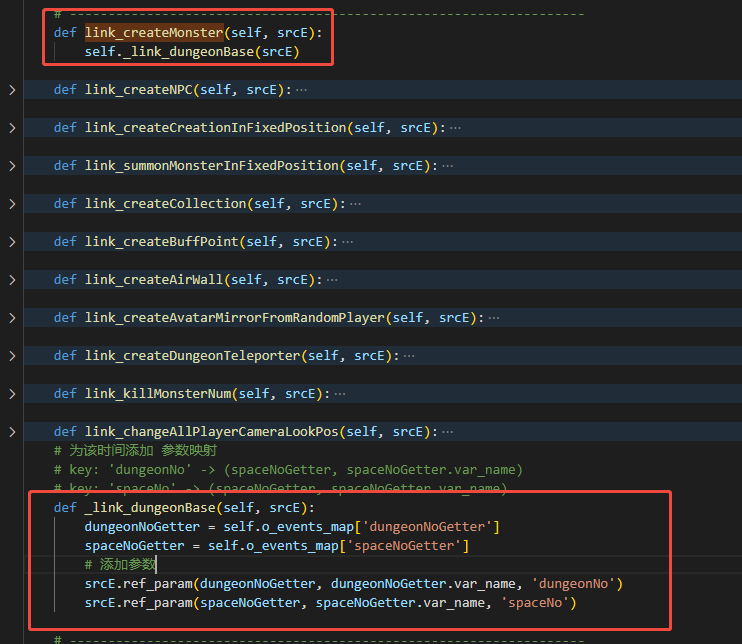 # ------------------------------------------------------------------
def link_createMonster(self, srcE):
self._link_dungeonBase(srcE)
def link_createNPC(self, srcE):···
def link_createCreationInFixedPosition(self, srcE):···
def link_summonMonsterInFixedPosition(self, srcE):···
def link_createCollection(self, srcE):···
def link_createBuffPoint(self, srcE):···
def link_createAirWall(self, srcE):···
def link_createAvatarMirrorFromRandomPlayer(self, srcE):···
def link_createDungeonTeleporter(self, srcE):···
def link_killMonsterNum(self, srcE):···
def link_changeAllPlayerCameraLookPos(self, srcE):···
# 为该时间添加 参数映射
# key: 'dungeonNo' -> (spaceNoGetter, spaceNoGetter.var_name)
# key: 'spaceNo' -> (spaceNoGetter, spaceNoGetter.var_name)
def _link_dungeonBase(self, srcE):
dungeonNoGetter = self.o_events_map['dungeonNoGetter']
spaceNoGetter = self.o_events_map['spaceNoGetter']
# 添加参数
srcE.ref_param(dungeonNoGetter, dungeonNoGetter.var_name, 'dungeonNo')
srcE.ref_param(spaceNoGetter, spaceNoGetter.var_name, 'spaceNo')
# ------------------------------------------------------------------